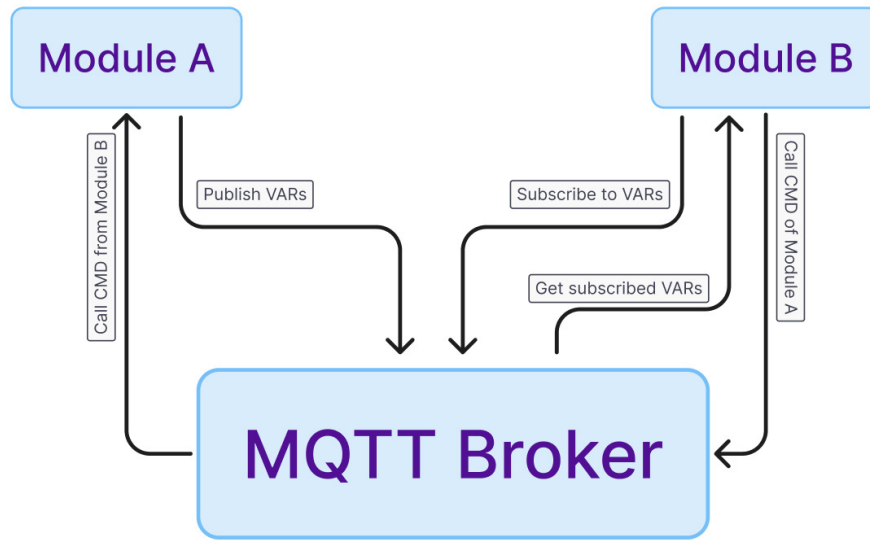 Module A
Module B
Call CMD from Module B
Publish VARs
Subscribe to VARs
Call CMD of Module A
Get subscribed VARs
MQTT Broker